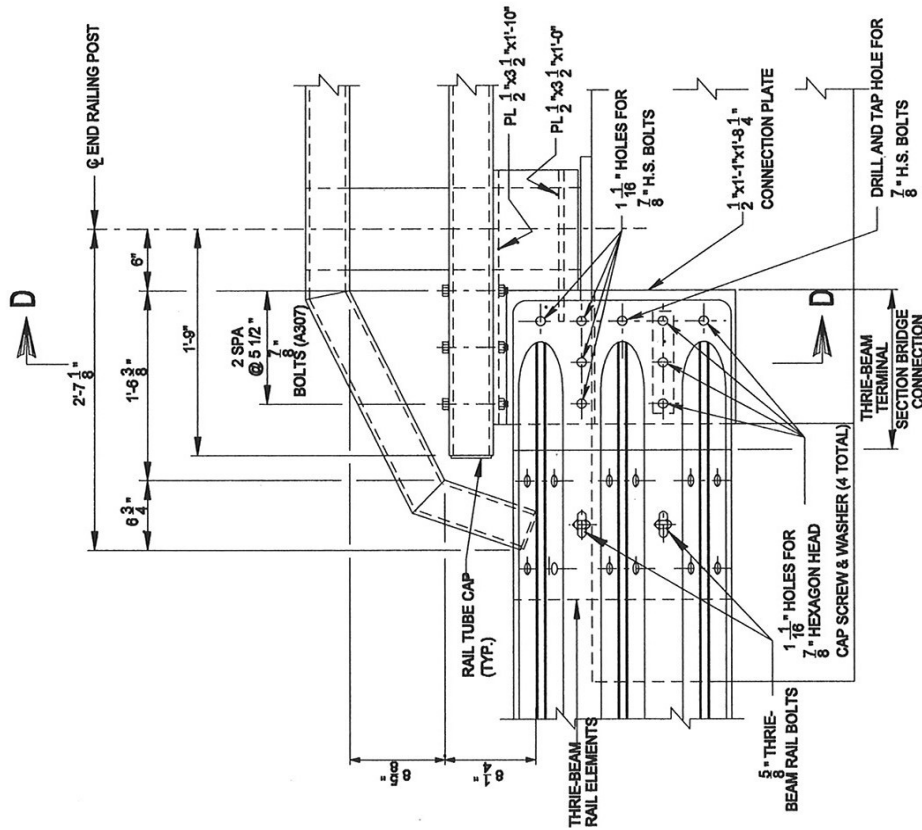 ℄ END RAILING POST
D
2'-7 1/8"
6"
1'-6 3/8"
6 3/4"
1'-9"
2 SPA
@ 5 1/2"
7/8"
BOLTS (A307)
PL 1/2"x3 1/2"x1'-10"
PL 1/2"x3 1/2"x1'-0"
1 1/16" HOLES FOR
7/8" H.S. BOLTS
1/2"x1'-1"x1'-8 1/4"
CONNECTION PLATE
DRILL AND TAP HOLE FOR
7/8" H.S. BOLTS
D
THRIE-BEAM
TERMINAL
SECTION BRIDGE
CONNECTION
RAIL TUBE CAP
(TYP.)
8 5/8"
8 1/4"
THRIE-BEAM
RAIL ELEMENTS
5/8" THRIE-
BEAM RAIL BOLTS
1 1/16" HOLES FOR
7/8" HEXAGON HEAD
CAP SCREW & WASHER (4 TOTAL)